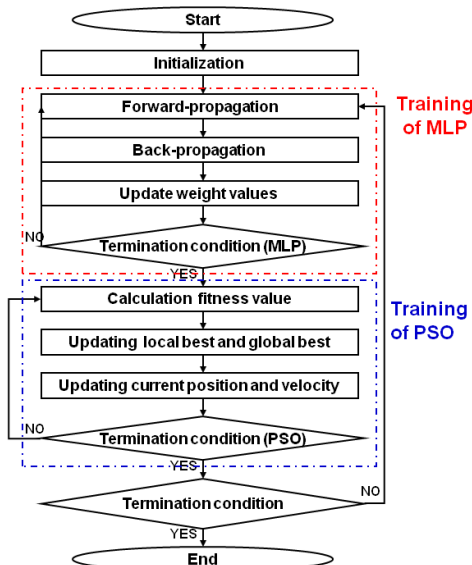 Start
Initialization
Forward-propagation
Training
of MLP
Back-propagation
Update weight values
NO
Termination condition (MLP)
YES
Calculation fitness value
Training
of PSO
Updating local best and global best
Updating current position and velocity
NO
Termination condition (PSO)
YES
Termination condition
NO
YES
End